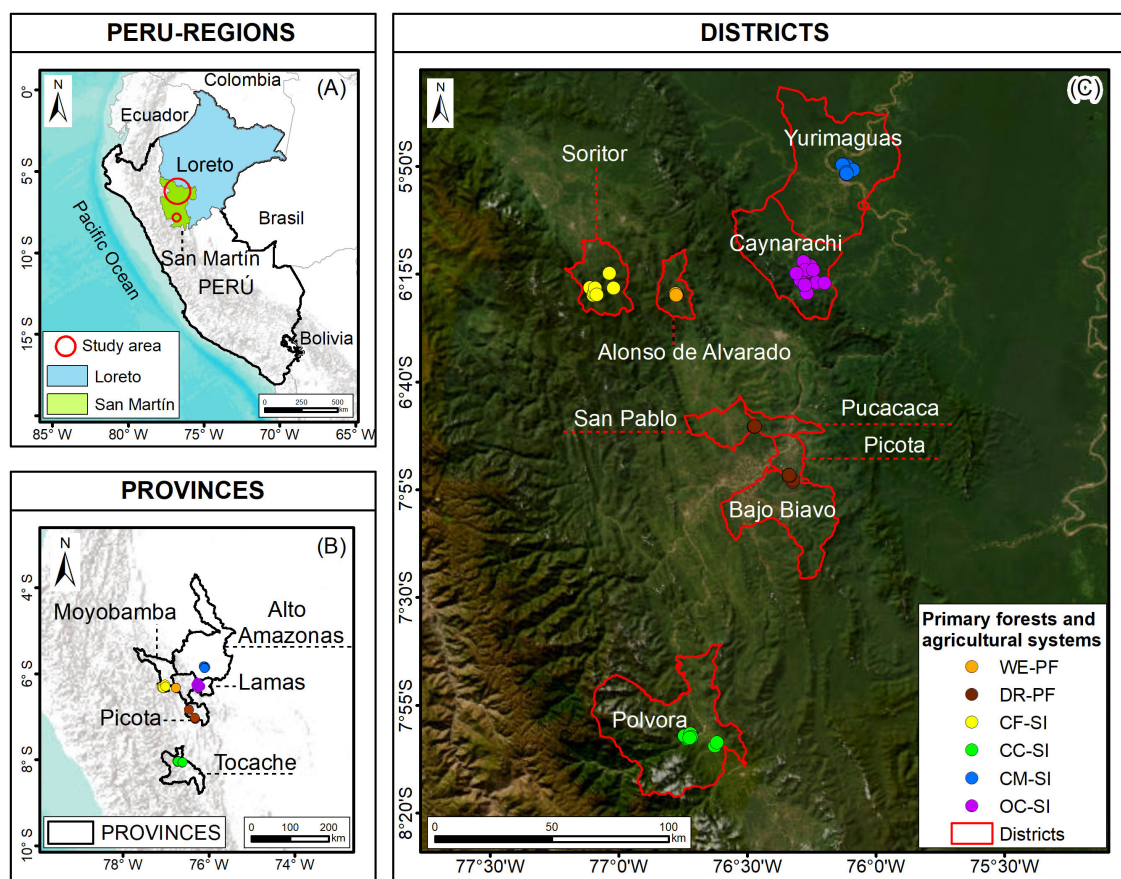 PERU-REGIONS
(A)
N
Colombia
Ecuador
Loreto
Brasil
San Martín
PERÚ
Pacific Ocean
Bolivia
Study area
Loreto
San Martín
0 250 500
km
0°
5° S
10° S
15° S
85° W 80° W 75° W 70° W 65° W
PROVINCES
(B)
N
Moyobamba
Alto
Amazonas
Lamas
Picota
Tocache
PROVINCES
0 100 200
km
4° S
6° S
8° S
10° S
78° W 76° W 74° W
DISTRICTS
(C)
N
Yurimaguas
Soritor
Caynarachi
Alonso de Alvarado
San Pablo
Pucacaca
Picota
Bajo Biavo
Polvora
Primary forests and
agricultural systems
WE-PF
DR-PF
CF-SI
CC-SI
CM-SI
OC-SI
Districts
0 50 100
km
5°50'S
6°15'S
6°40'S
7°5'S
7°30'S
7°55'S
8°20'S
77°30'W 77°0'W 76°30'W 76°0'W 75°30'W